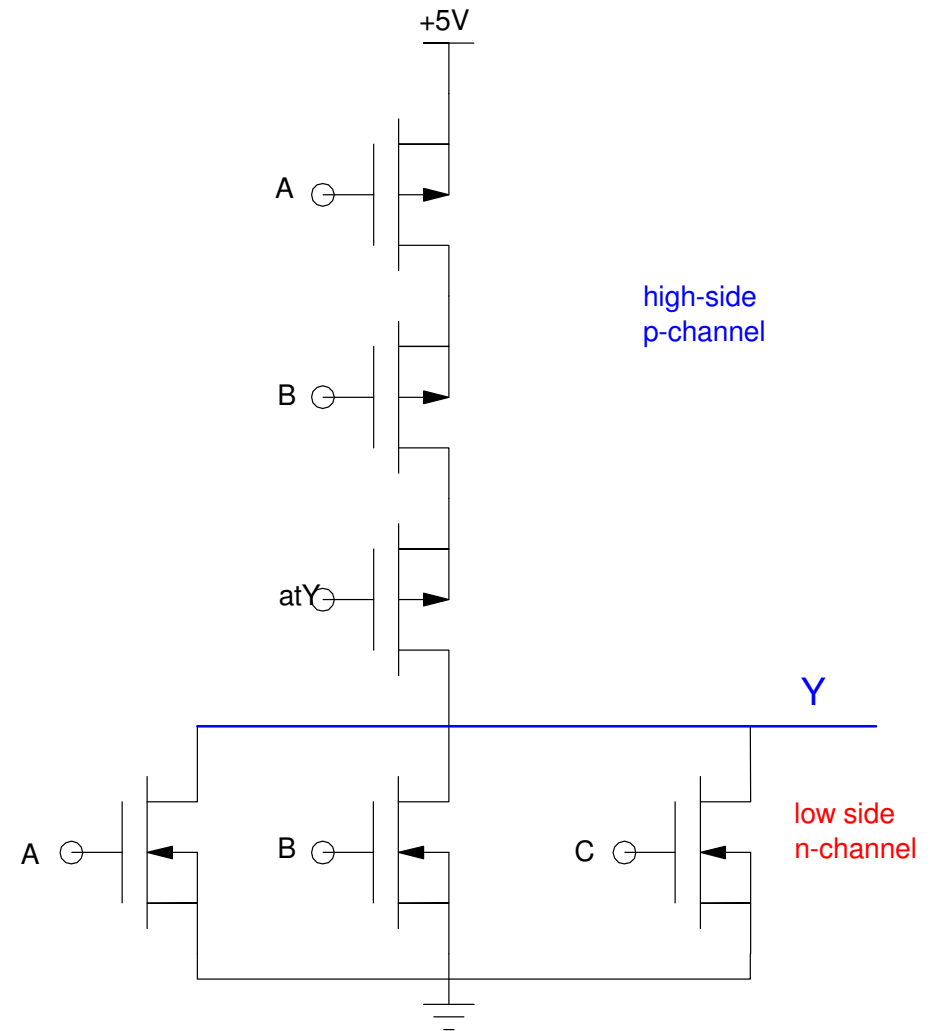 +5V
A
high-side
p-channel
B
atY
Y
A
B
C
low side
n-channel